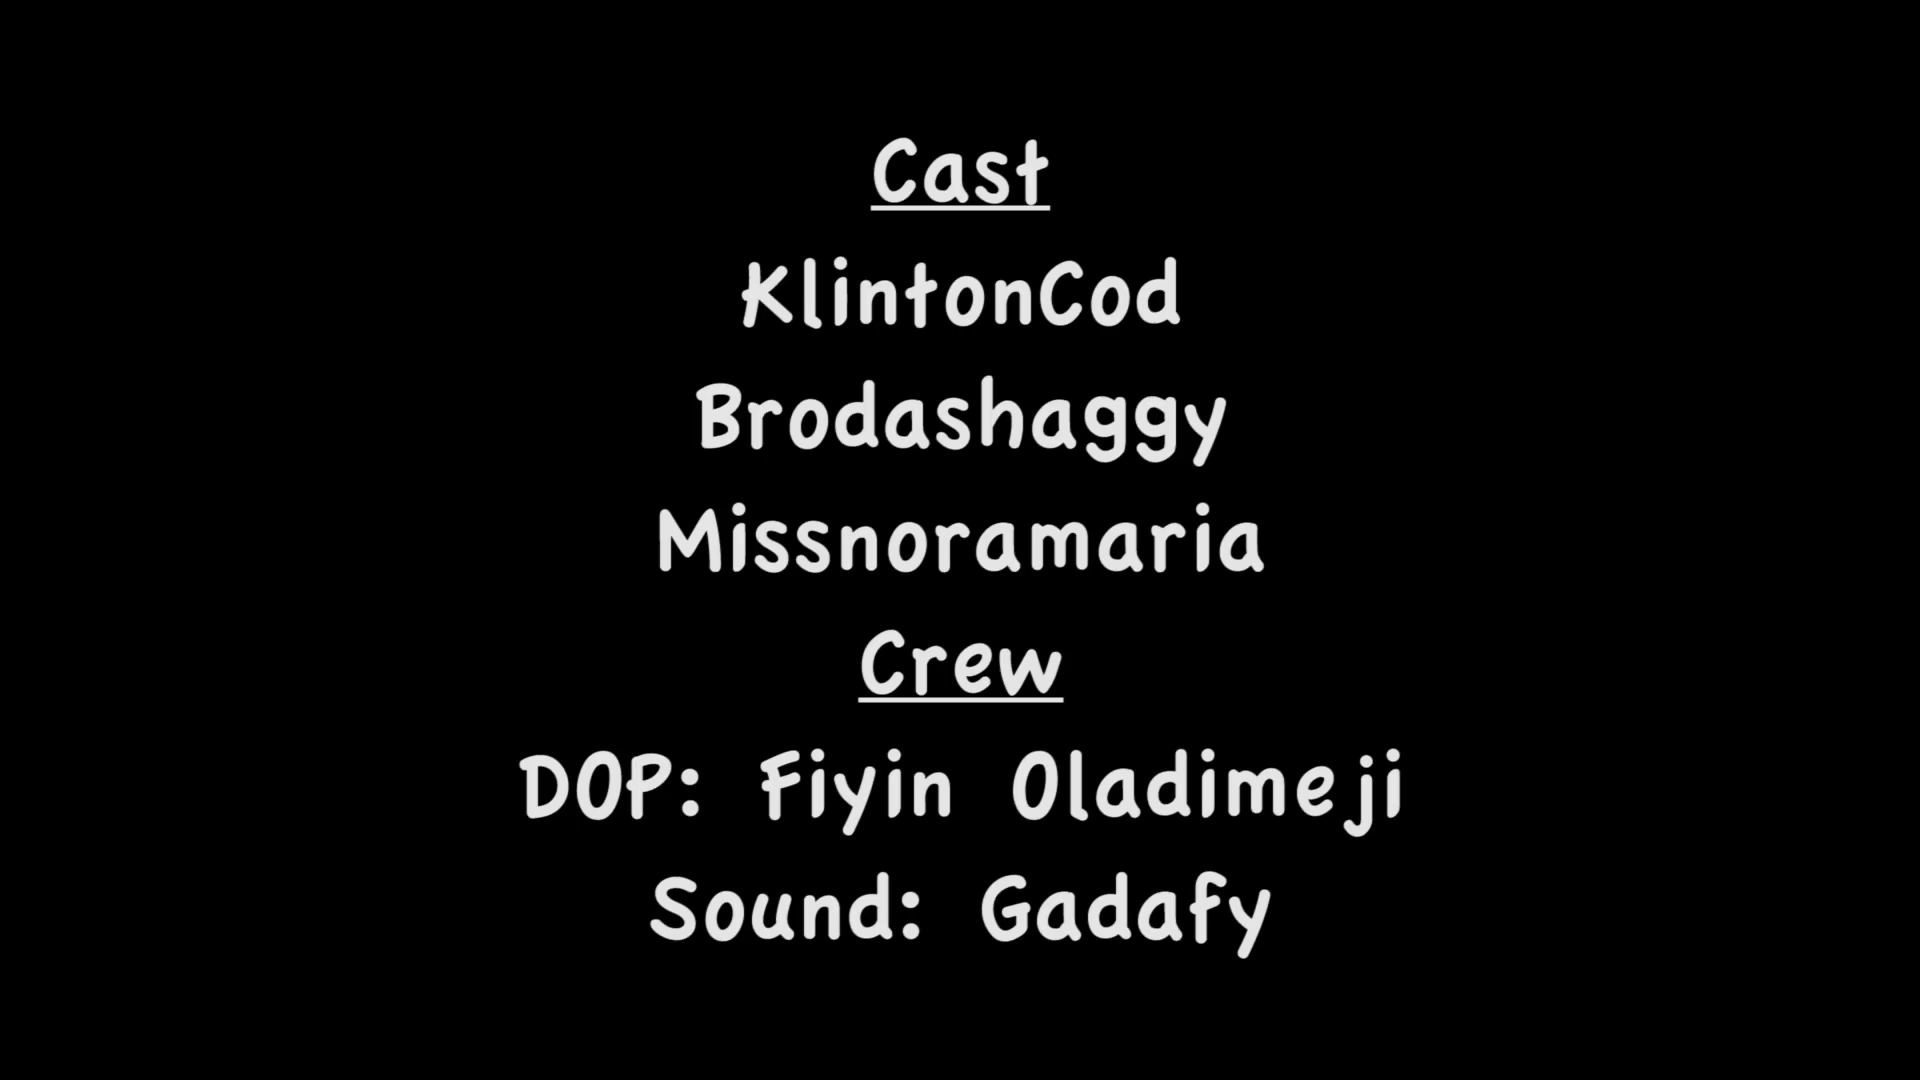 Cast
KlintonCod
Brodashaggy
Missnoramaria
Crew
DOP: Fiyin Oladimeji
Sound: Gadafy